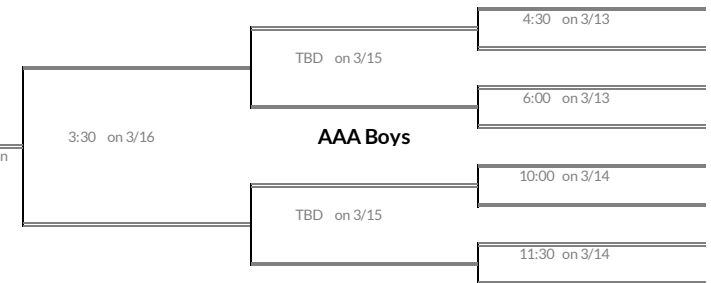 4:30 on 3/13
TBD on 3/15
6:00 on 3/13
3:30 on 3/16
AAA Boys
n
10:00 on 3/14
TBD on 3/15
11:30 on 3/14